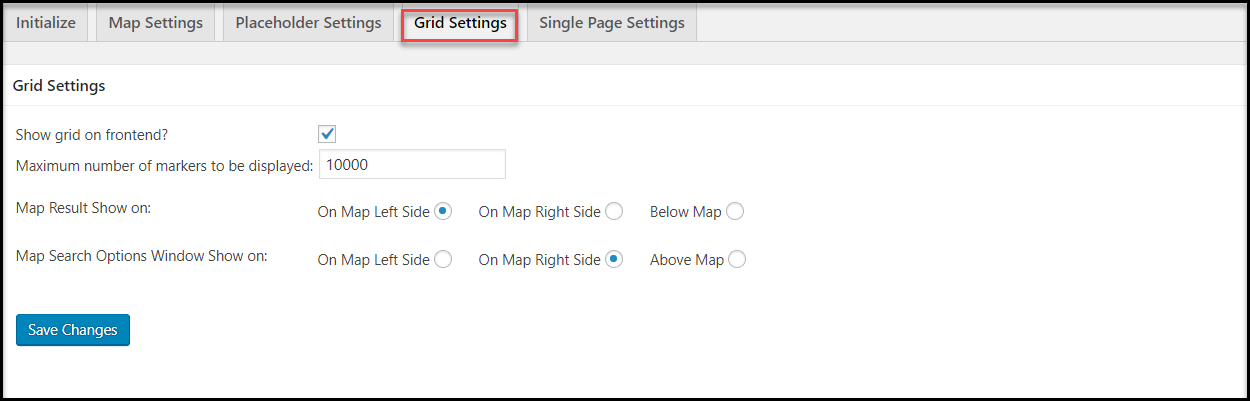 Initialize Map Settings Placeholder Settings Grid Settings Single Page Settings
Grid Settings
Show grid on frontend?
Maximum number of markers to be displayed: 10000
Map Result Show on: On Map Left Side On Map Right Side Below Map
Map Search Options Window Show on: On Map Left Side On Map Right Side Above Map
Save Changes